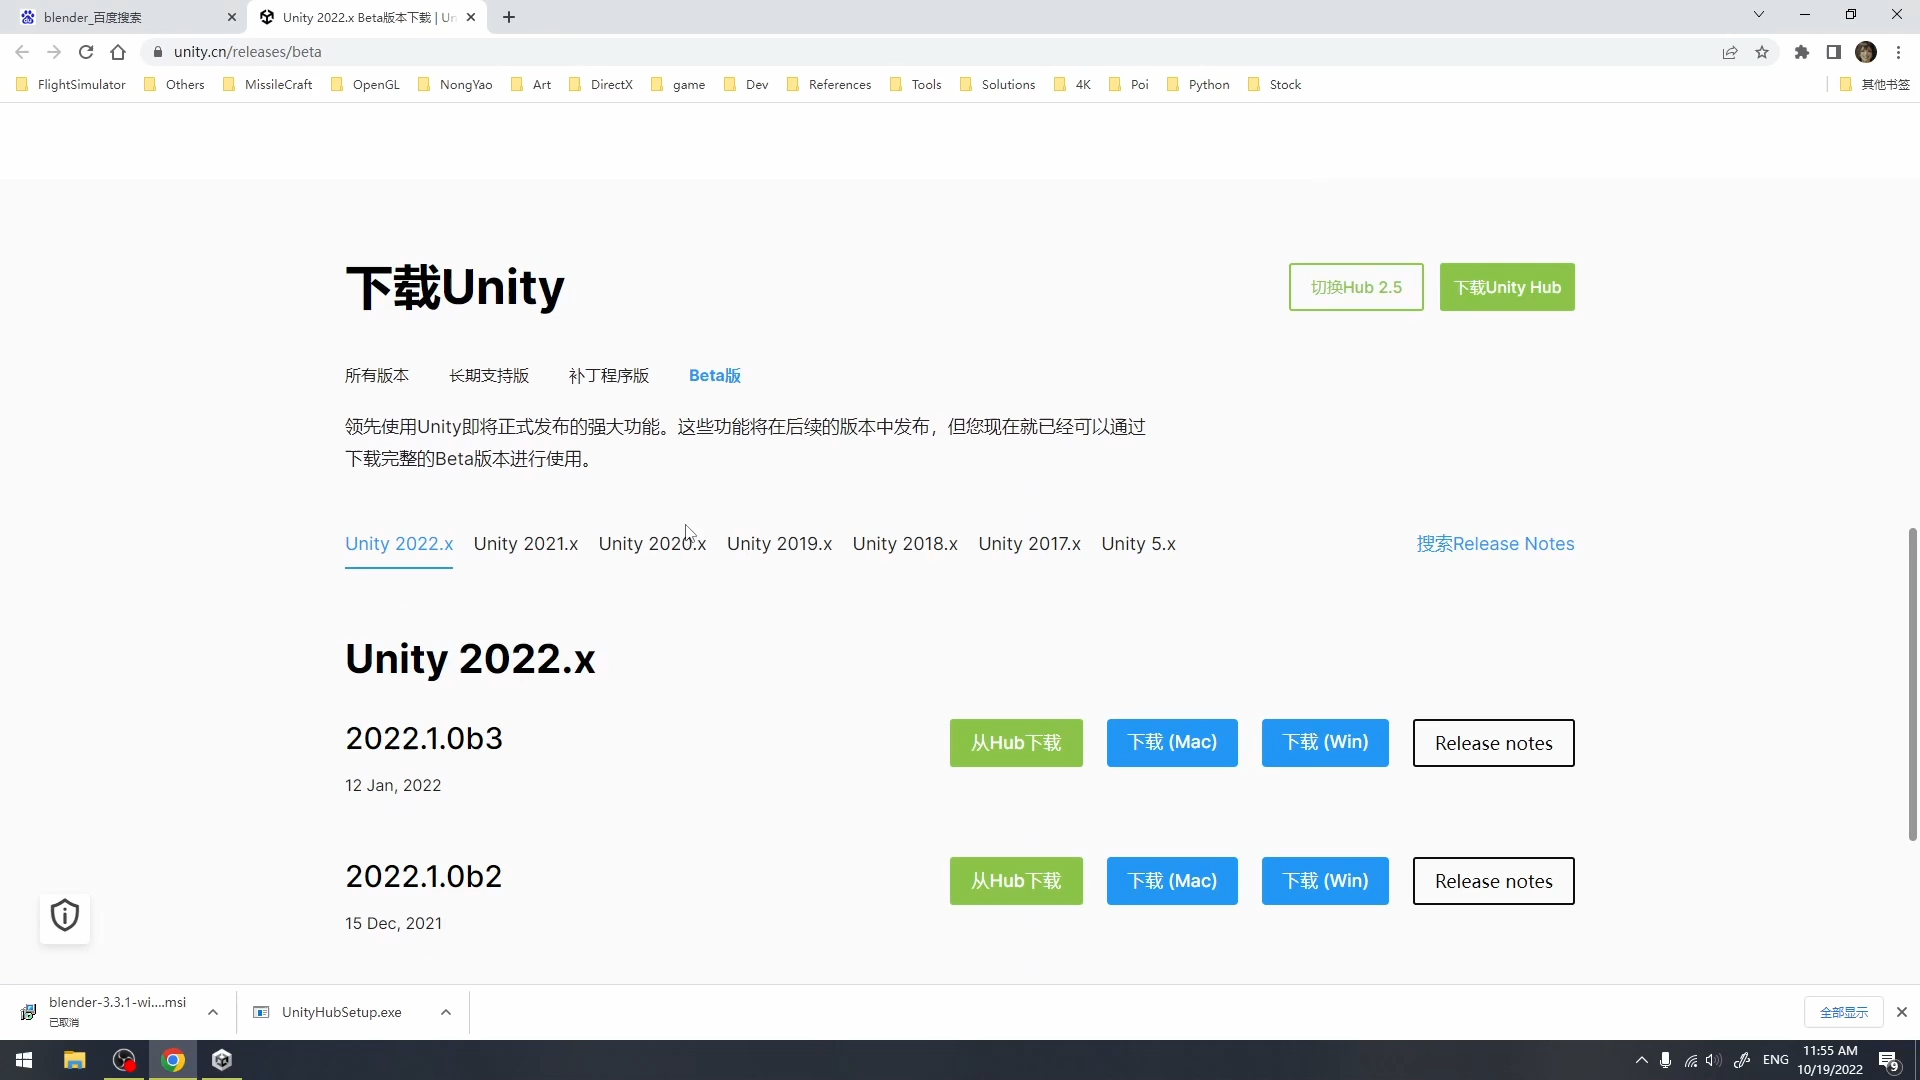 blender_百度搜索
Unity 2022.x Beta版本下载 | Un
unity.cn/releases/beta
FlightSimulator
Others
MissileCraft
OpenGL
NongYao
Art
DirectX
game
Dev
References
Tools
Solutions
4K
Poi
Python
Stock
其他书签
下载Unity
切换Hub 2.5
下载Unity Hub
所有版本
长期支持版
补丁程序版
Beta版
领先使用Unity即将正式发布的强大功能。这些功能将在后续的版本中发布，但您现在就已经可以通过
下载完整的Beta版本进行使用。
Unity 2022.x
Unity 2021.x
Unity 2020.x
Unity 2019.x
Unity 2018.x
Unity 2017.x
Unity 5.x
搜索Release Notes
Unity 2022.x
2022.1.0b3
从Hub下载
下载 (Mac)
下载 (Win)
Release notes
12 Jan, 2022
2022.1.0b2
从Hub下载
下载 (Mac)
下载 (Win)
Release notes
15 Dec, 2021
blender-3.3.1-wi....msi
已取消
UnityHubSetup.exe
全部显示
ENG
11:55 AM
10/19/2022
9